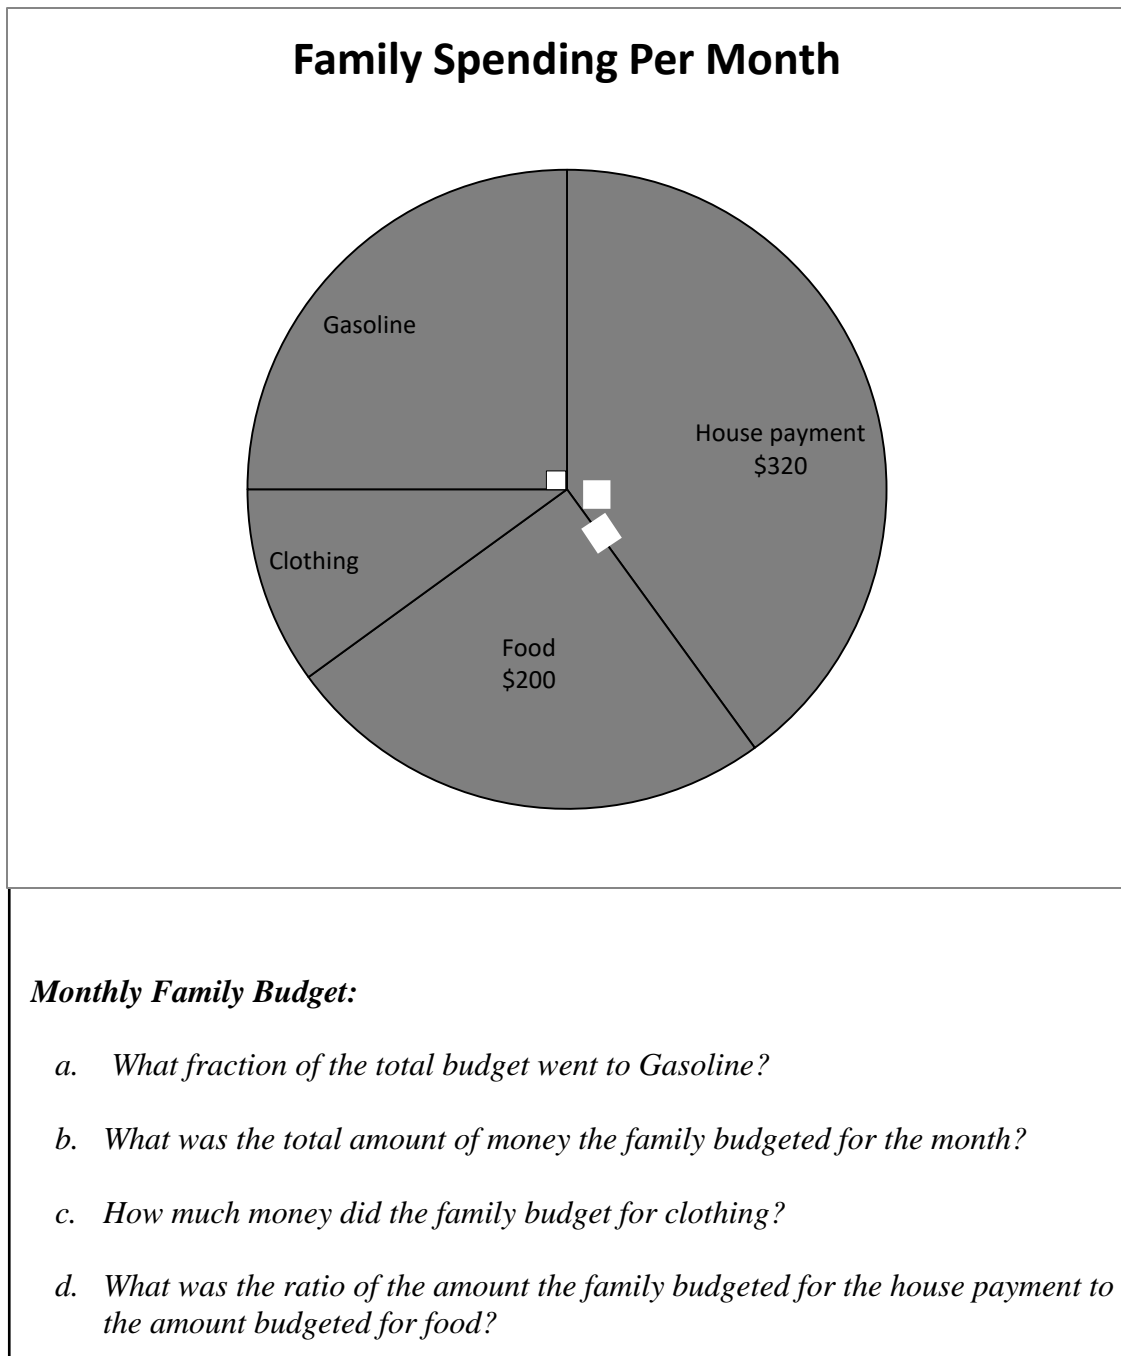 Family Spending Per Month
Gasoline
House payment
$320
Clothing
Food
$200
Monthly Family Budget:
a. What fraction of the total budget went to Gasoline?
b. What was the total amount of money the family budgeted for the month?
c. How much money did the family budget for clothing?
d. What was the ratio of the amount the family budgeted for the house payment to
the amount budgeted for food?